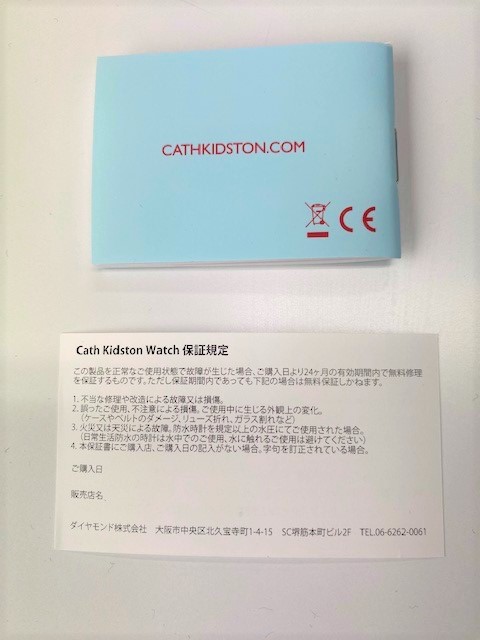 CATHKIDSTON.COM
CE
Cath Kidston Watch 保証規定
この製品を正常なご使用状態で故障が生じた場合、ご購入日より24ヶ月の有効期間内で無料修理
を保証するものです。ただし保証期間内であっても下記の場合は無料保証しかねます。
1. 不当な修理や改造による故障又は損傷。
2. 誤ったご使用、不注意による損傷。ご使用中に生じる外観上の変化。
(ケースやベルトのダメージ、リューズ折れ、ガラス割れなど)
3. 火災又は天災による故障。防水時計を規定以上の水圧にてご使用された場合。
(日常生活防水の時計は水中でのご使用、水に触れるご使用は避けてください)
4. 本保証書にご購入店、ご購入日の記入がない場合。字句を訂正されている場合。
ご購入日
販売店名
ダイヤモンド株式会社 大阪市中央区北久宝寺町1-4-15 SC堺筋本町ビル2F TEL.06-6262-0061